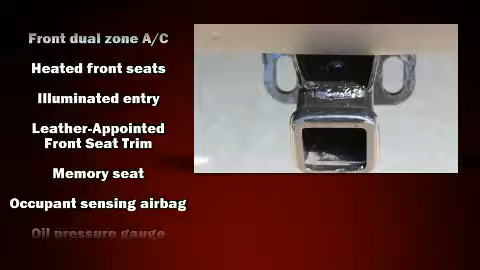 Front dual zone A/C
Heated front seats
Illuminated entry
Leather-Appointed
Front Seat Trim
Memory seat
Occupant sensing airbag
Oil pressure gauge